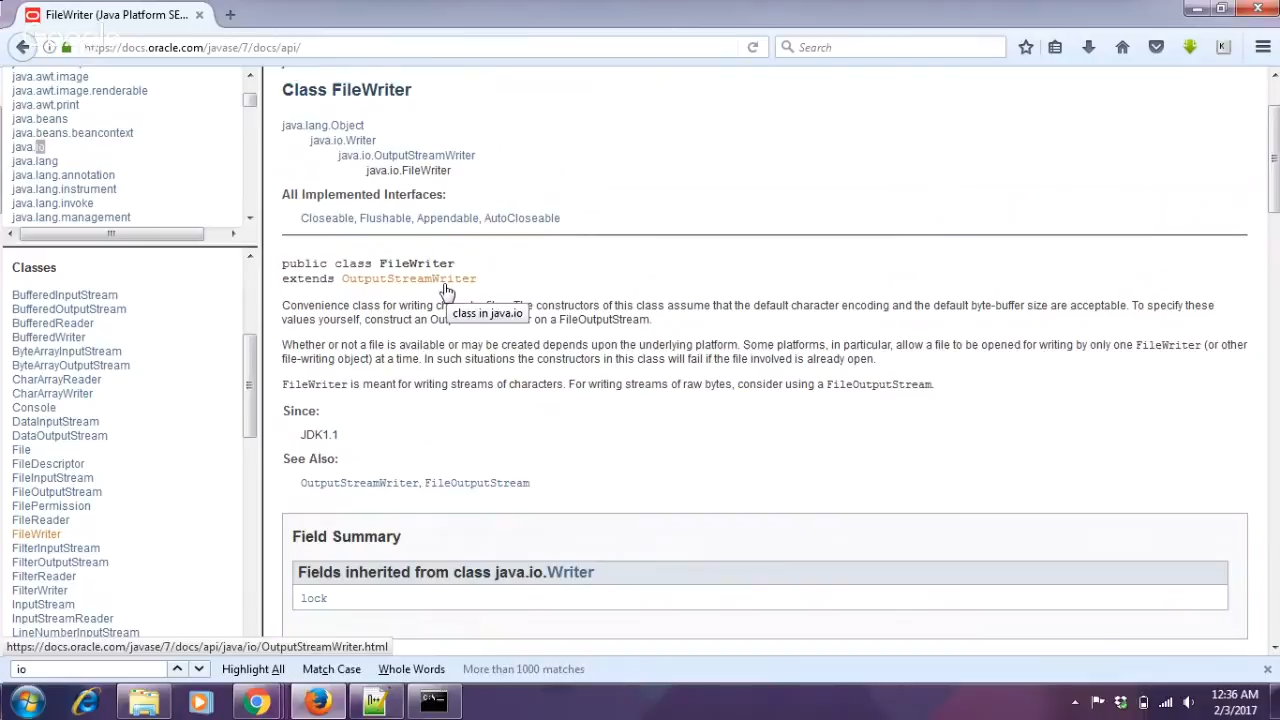 FileWriter (Java Platform SE...
https://docs.oracle.com/javase/7/docs/api/
Search
java.awt.image
java.awt.image.renderable
java.awt.print
java.beans
java.beans.beancontext
java.io
java.lang
java.lang.annotation
java.lang.instrument
java.lang.invoke
java.lang.management
Classes
BufferedInputStream
BufferedOutputStream
BufferedReader
BufferedWriter
ByteArrayInputStream
ByteArrayOutputStream
CharArrayReader
CharArrayWriter
Console
DataInputStream
DataOutputStream
File
FileDescriptor
FileInputStream
FileOutputStream
FilePermission
FileReader
FileWriter
FilterInputStream
FilterOutputStream
FilterReader
FilterWriter
InputStream
InputStreamReader
LineNumberInputStream
Class FileWriter
java.lang.Object
java.io.Writer
java.io.OutputStreamWriter
java.io.FileWriter
All Implemented Interfaces:
Closeable, Flushable, Appendable, AutoCloseable
public class FileWriter
extends OutputStreamWriter
Convenience class for writing The constructors of this class assume that the default character encoding and the default byte-buffer size are acceptable. To specify these
values yourself, construct an on a FileOutputStream.
class in java.io
Whether or not a file is available or may be created depends upon the underlying platform. Some platforms, in particular, allow a file to be opened for writing by only one FileWriter (or other
file-writing object) at a time. In such situations the constructors in this class will fail if the file involved is already open.
FileWriter is meant for writing streams of characters. For writing streams of raw bytes, consider using a FileOutputStream.
Since:
JDK1.1
See Also:
OutputStreamWriter, FileOutputStream
Field Summary
Fields inherited from class java.io.Writer
lock
https://docs.oracle.com/javase/7/docs/api/java/io/OutputStreamWriter.html
io
Highlight All Match Case Whole Words More than 1000 matches
12:36 AM
2/3/2017